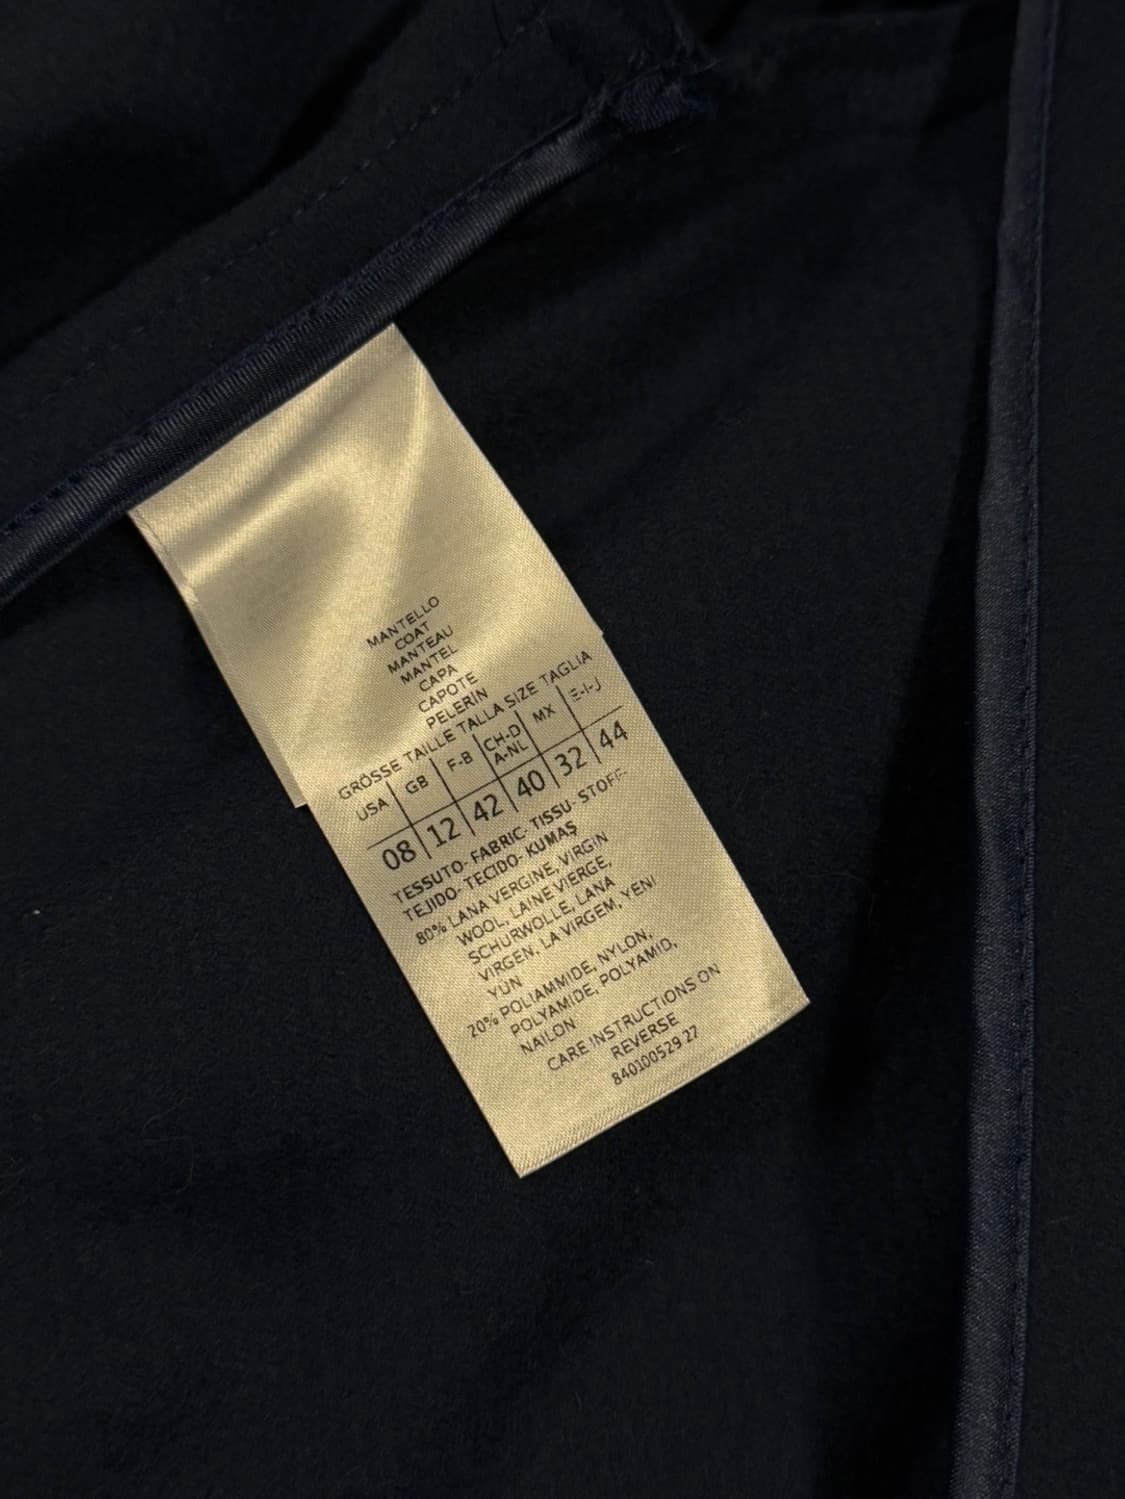 MANTELLO
COAT
MANTEAU
MANTEL
CAPA
CAPOTE
PELERİN
GRÖSSE TAILLE TALLA SIZE TAGLIA
USA GB F-B CH-D A-NL MX E-I-J
08 12 42 40 32 44
TESSUTO- FABRIC- TISSU- STOFF-
TEJIDO- TECIDO- KUMAŞ
80% LANA VERGINE, VIRGIN
WOOL, LAINE VIERGE,
SCHURWOLLE, LANA
VIRGEN, LA VIRGEM, YENI
YÜN
20% POLIAMMIDE, NYLON,
POLYAMIDE, POLYAMID,
NAILON
CARE INSTRUCTIONS ON
REVERSE
840100529 27